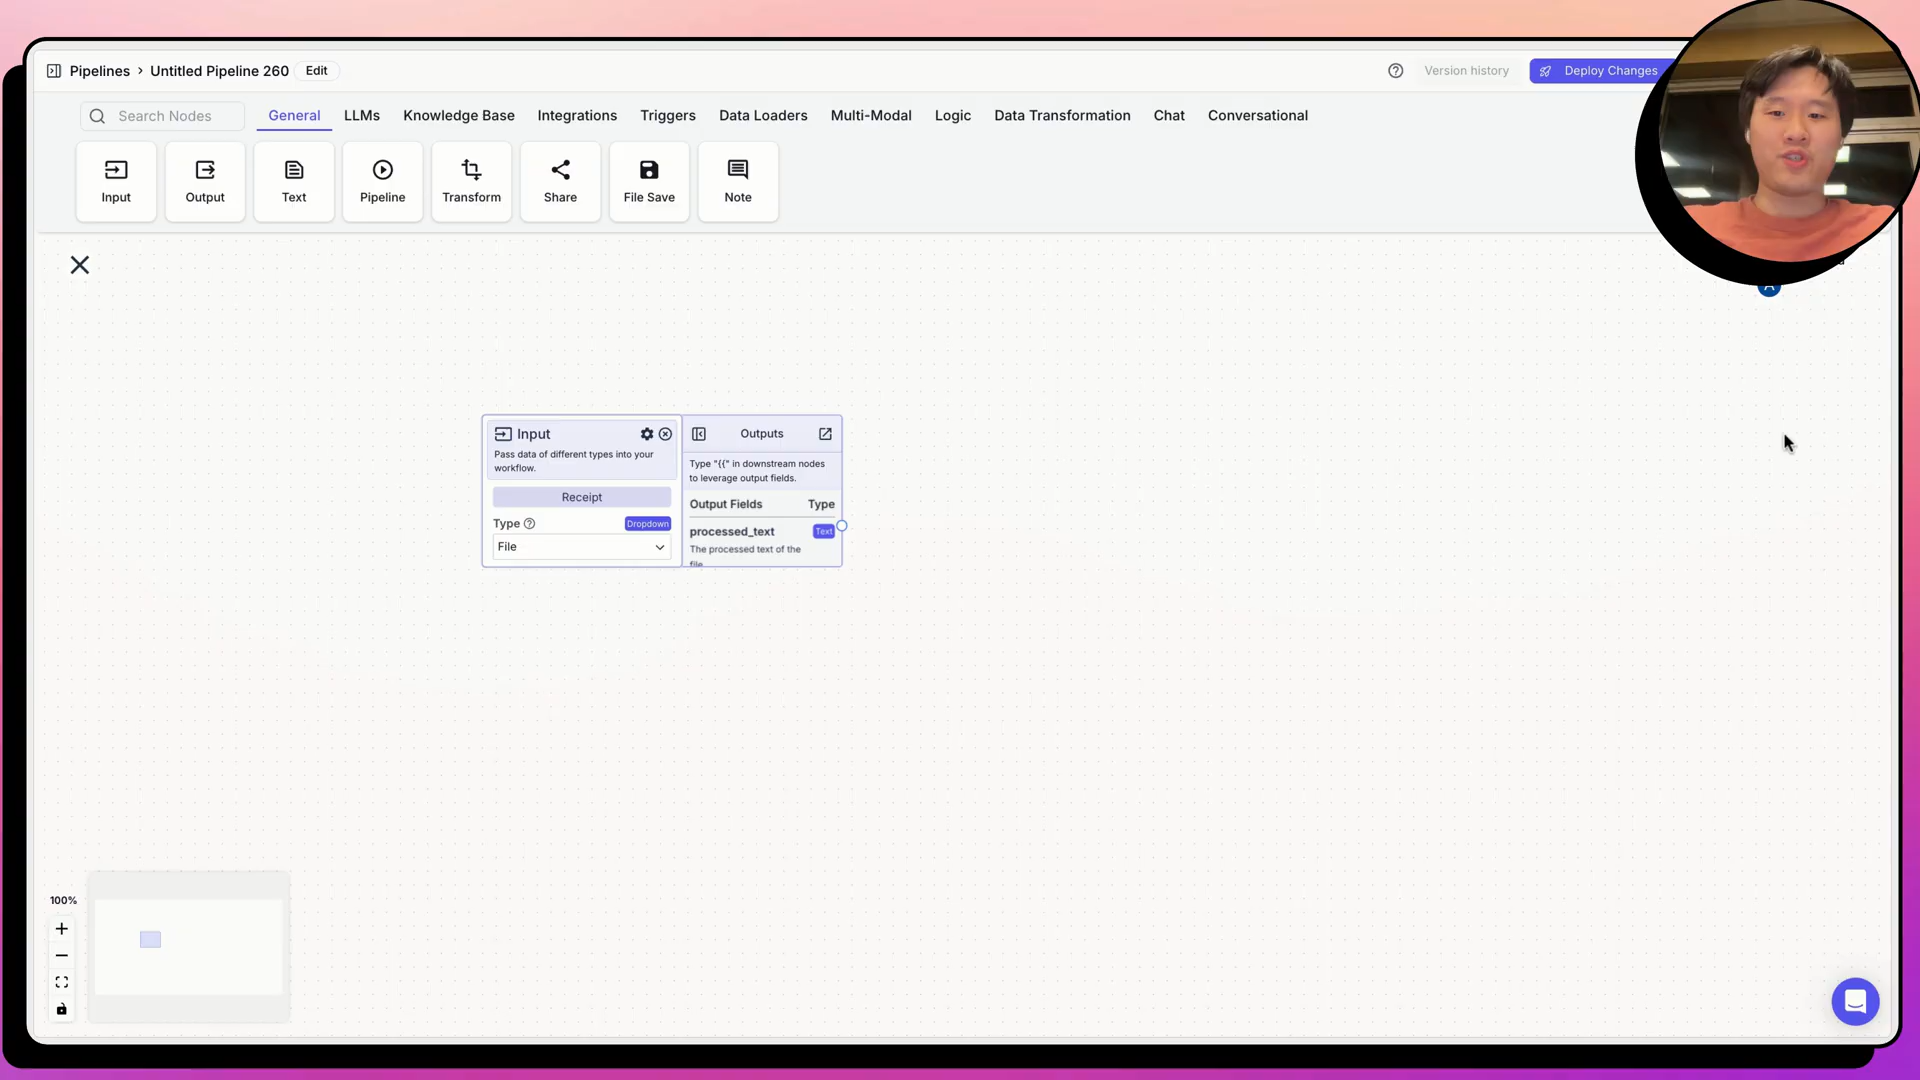 Pipelines > Untitled Pipeline 260 Edit
Version history
Deploy Changes
Search Nodes
General
LLMs
Knowledge Base
Integrations
Triggers
Data Loaders
Multi-Modal
Logic
Data Transformation
Chat
Conversational
Input
Output
Text
Pipeline
Transform
Share
File Save
Note
Input
Pass data of different types into your
workflow.
Receipt
Type
Dropdown
File
Outputs
Type "{{" in downstream nodes
to leverage output fields.
Output Fields Type
processed_text Text
The processed text of the
file
100%